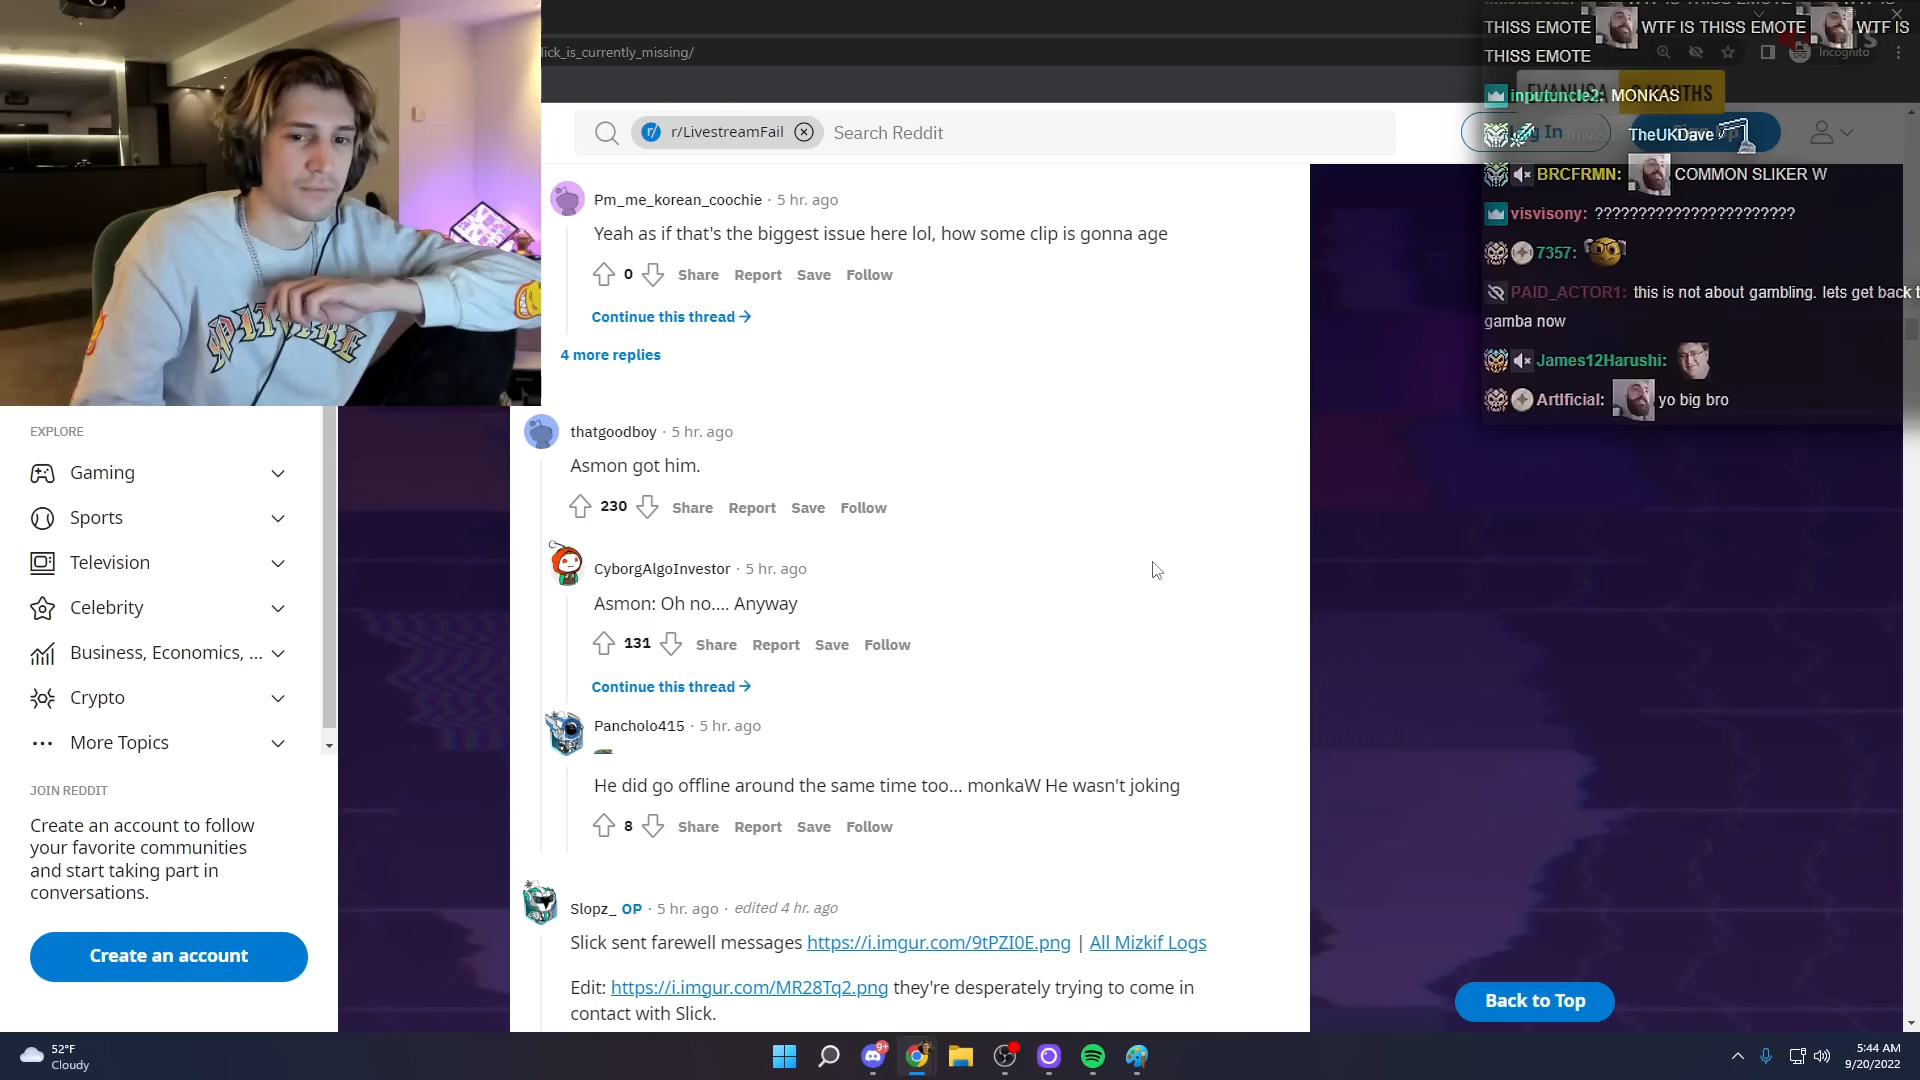 lick_is_currently_missing/
Incognito
r/LivestreamFail
Search Reddit
Pm_me_korean_coochie · 5 hr. ago
Yeah as if that's the biggest issue here lol, how some clip is gonna age
0 Share Report Save Follow
Continue this thread
4 more replies
thatgoodboy · 5 hr. ago
Asmon got him.
230 Share Report Save Follow
CyborgAlgoInvestor · 5 hr. ago
Asmon: Oh no.... Anyway
131 Share Report Save Follow
Continue this thread
Pancholo415 · 5 hr. ago
He did go offline around the same time too... monkaW He wasn't joking
8 Share Report Save Follow
Slopz_ OP · 5 hr. ago · edited 4 hr. ago
Slick sent farewell messages https://i.imgur.com/9tPZI0E.png | All Mizkif Logs
Edit: https://i.imgur.com/MR28Tq2.png they're desperately trying to come in
contact with Slick.
THISS EMOTE WTF IS THISS EMOTE WTF IS
THISS EMOTE
inputuncle2: MONKAS
TheUKDave
BRCFRMN: COMMON SLIKER W
visvisony: ???????????????????????
7357:
PAID_ACTOR1: this is not about gambling. lets get back t
gamba now
James12Harushi:
ArtIficial: yo big bro
EXPLORE
Gaming
Sports
Television
Celebrity
Business, Economics, ...
Crypto
More Topics
JOIN REDDIT
Create an account to follow
your favorite communities
and start taking part in
conversations.
Create an account
Back to Top
52°F
Cloudy
9+
5:44 AM
9/20/2022